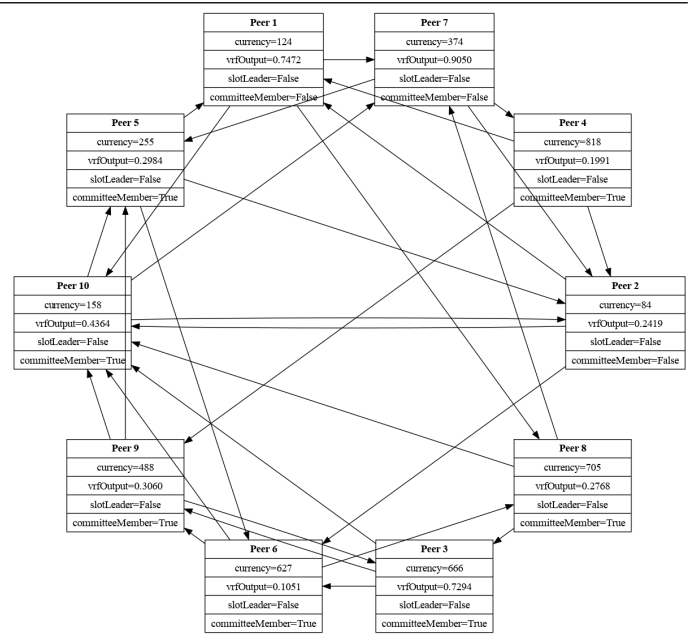 Peer 1
currency=124
vrfOutput=0.7472
slotLeader=False
committeeMember=False
Peer 7
currency=374
vrfOutput=0.9050
slotLeader=False
committeeMember=False
Peer 5
currency=255
vrfOutput=0.2984
slotLeader=False
committeeMember=True
Peer 4
currency=818
vrfOutput=0.1991
slotLeader=False
committeeMember=True
Peer 10
currency=158
vrfOutput=0.4364
slotLeader=False
committeeMember=True
Peer 2
currency=84
vrfOutput=0.2419
slotLeader=False
committeeMember=False
Peer 9
currency=488
vrfOutput=0.3060
slotLeader=False
committeeMember=True
Peer 8
currency=705
vrfOutput=0.2768
slotLeader=False
committeeMember=True
Peer 6
currency=627
vrfOutput=0.1051
slotLeader=False
committeeMember=True
Peer 3
currency=666
vrfOutput=0.7294
slotLeader=False
committeeMember=True